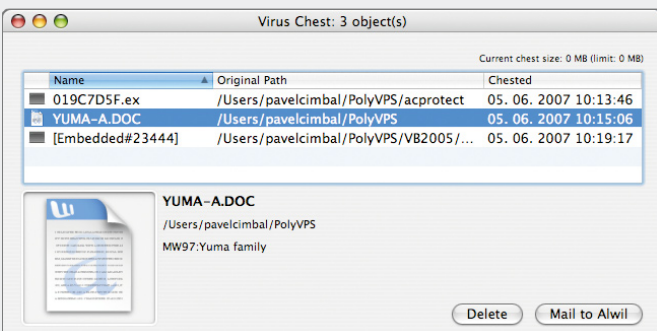 Virus Chest: 3 object(s)
Current chest size: 0 MB (limit: 0 MB)
Name Original Path Chested
019C7D5F.ex /Users/pavelcimbal/PolyVPS/acprotect 05. 06. 2007 10:13:46
YUMA-A.DOC /Users/pavelcimbal/PolyVPS 05. 06. 2007 10:15:06
[Embedded#23444] /Users/pavelcimbal/PolyVPS/VB2005/... 05. 06. 2007 10:19:17
YUMA-A.DOC
/Users/pavelcimbal/PolyVPS
MW97:Yuma family
Delete Mail to Alwil